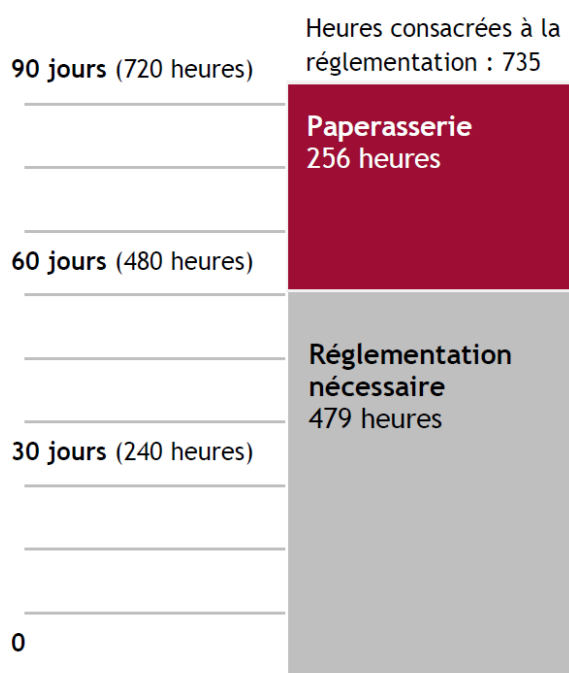 Heures consacrées à la
réglementation : 735
90 jours (720 heures)
Paperasserie
256 heures
60 jours (480 heures)
Réglementation
nécessaire
479 heures
30 jours (240 heures)
0